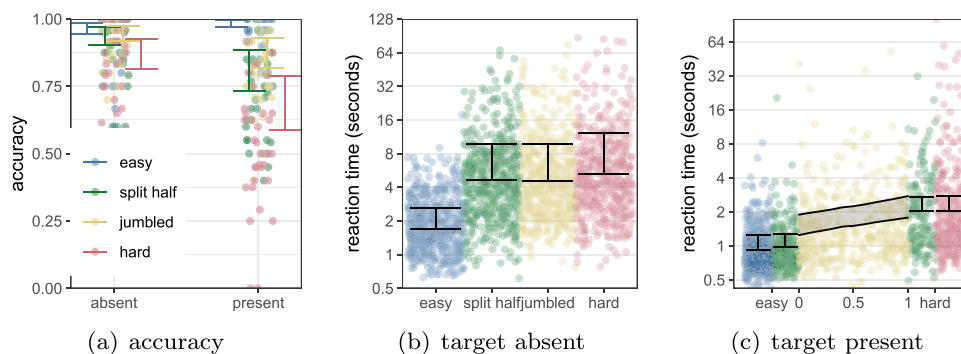 accuracy
1.00
0.75
0.50
0.25
0.00
easy
split half
jumbled
hard
absent
present
(a) accuracy
reaction time (seconds)
128
64
32
16
8
4
2
1
0.5
easy
split half
jumbled
hard
(b) target absent
reaction time (seconds)
64
32
16
8
4
2
1
0.5
easy
0
0.5
1
hard
(c) target present